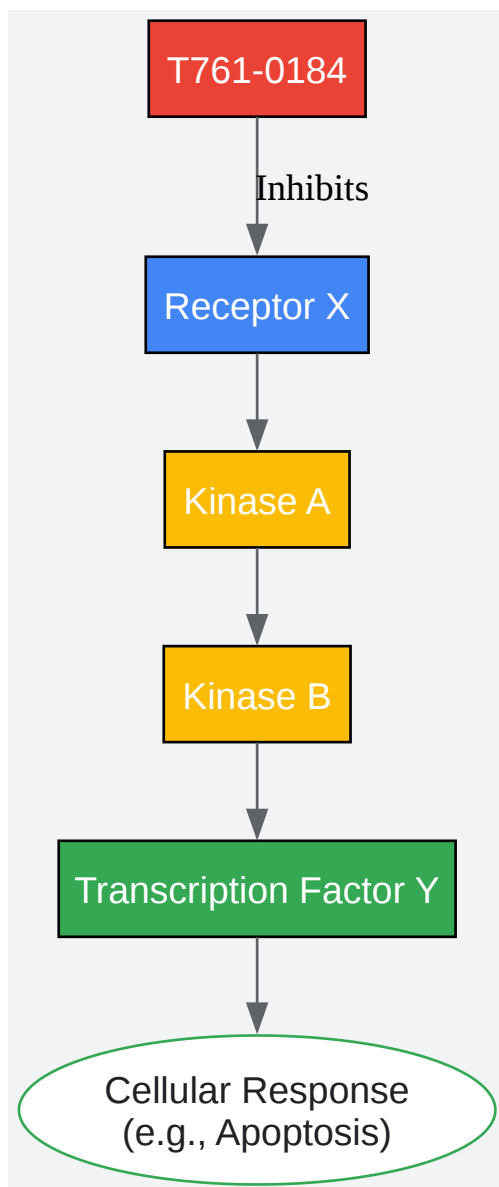 T761-0184
Inhibits
Receptor X
Kinase A
Kinase B
Transcription Factor Y
Cellular Response
(e.g., Apoptosis)